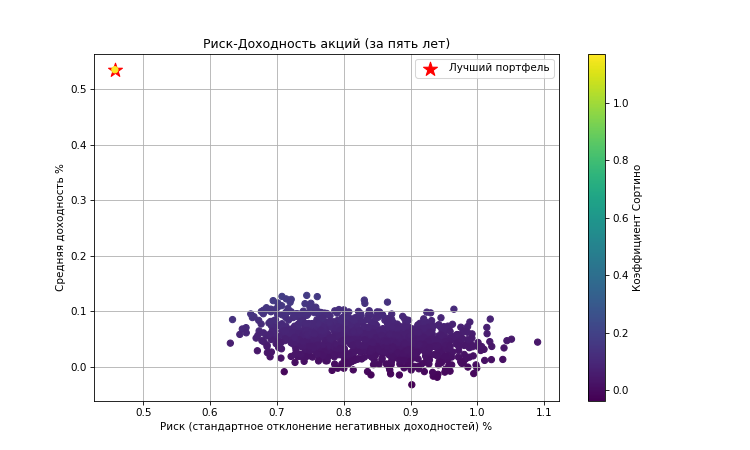 Риск-Доходность акций (за пять лет)
Лучший портфель
Средняя доходность %
0.5
0.4
0.3
0.2
0.1
0.0
0.5 0.6 0.7 0.8 0.9 1.0 1.1
Риск (стандартное отклонение негативных доходностей) %
1.0
0.8
0.6
0.4
0.2
0.0
Коэффициент Сортино